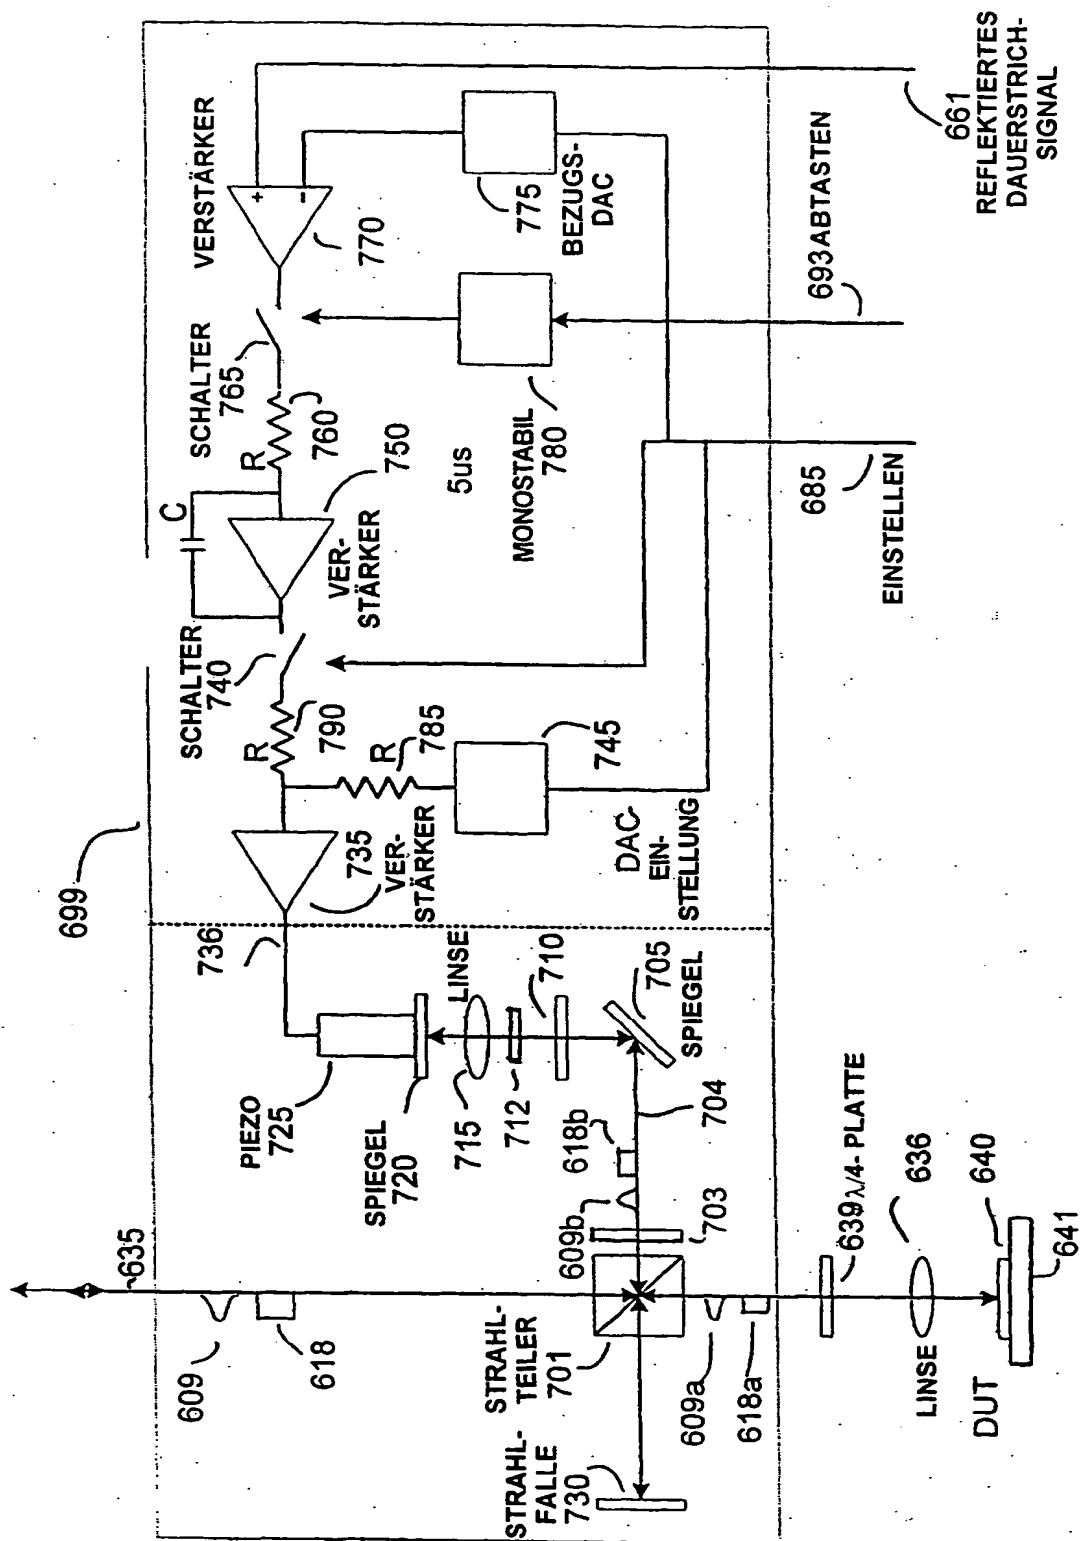 699
635
609
618
STRAHL-
TEILER
701
STRAHL-
FALLE
730
609a
618a
639 λ/4- PLATTE
636
LINSE
640
DUT
641
609b
618b
703
704
705
SPIEGEL
710
712
715
LINSE
SPIEGEL
720
PIEZO
725
736
735
VER-
STÄRKER
R
790
R
785
745
DAC-
EIN-
STELLUNG
SCHALTER
740
C
VER-
STÄRKER
750
R
760
SCHALTER
765
VERSTÄRKER
+
-
770
5us
MONOSTABIL
780
775
BEZUGS-
DAC
685
EINSTELLEN
693ABTASTEN
661
REFLEKTIERTES
DAUERSTRICH-
SIGNAL